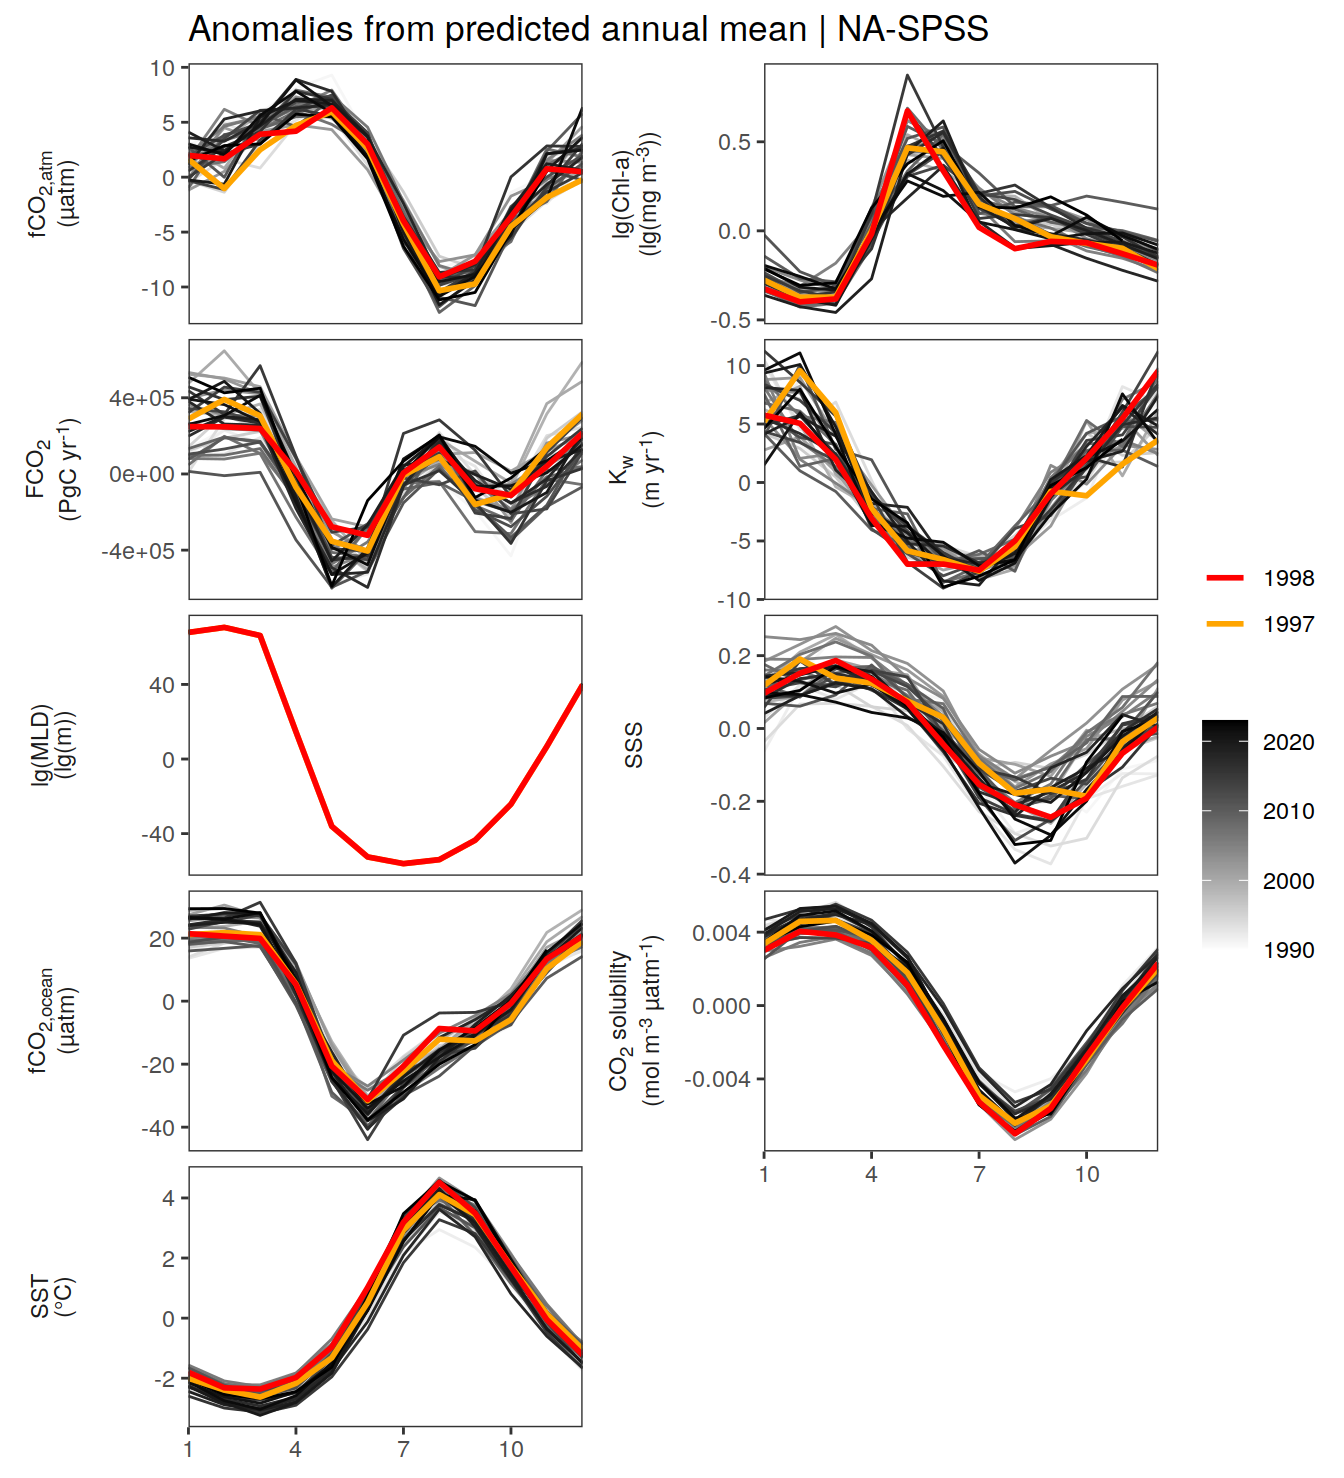 Anomalies from predicted annual mean | NA-SPSS
fCO2,atm
(µatm)
10
5
0
-5
-10
lg(Chl-a)
(lg(mg m-3))
0.5
0.0
-0.5
FCO2
(PgC yr-1)
4e+05
0e+00
-4e+05
Kw
(m yr-1)
10
5
0
-5
-10
lg(MLD)
(lg(m))
40
0
-40
SSS
0.2
0.0
-0.2
-0.4
fCO2,ocean
(µatm)
20
0
-20
-40
CO2 solubility
(mol m-3 µatm-1)
0.004
0.000
-0.004
1 4 7 10
SST
(°C)
4
2
0
-2
1 4 7 10
1998
1997
2020
2010
2000
1990